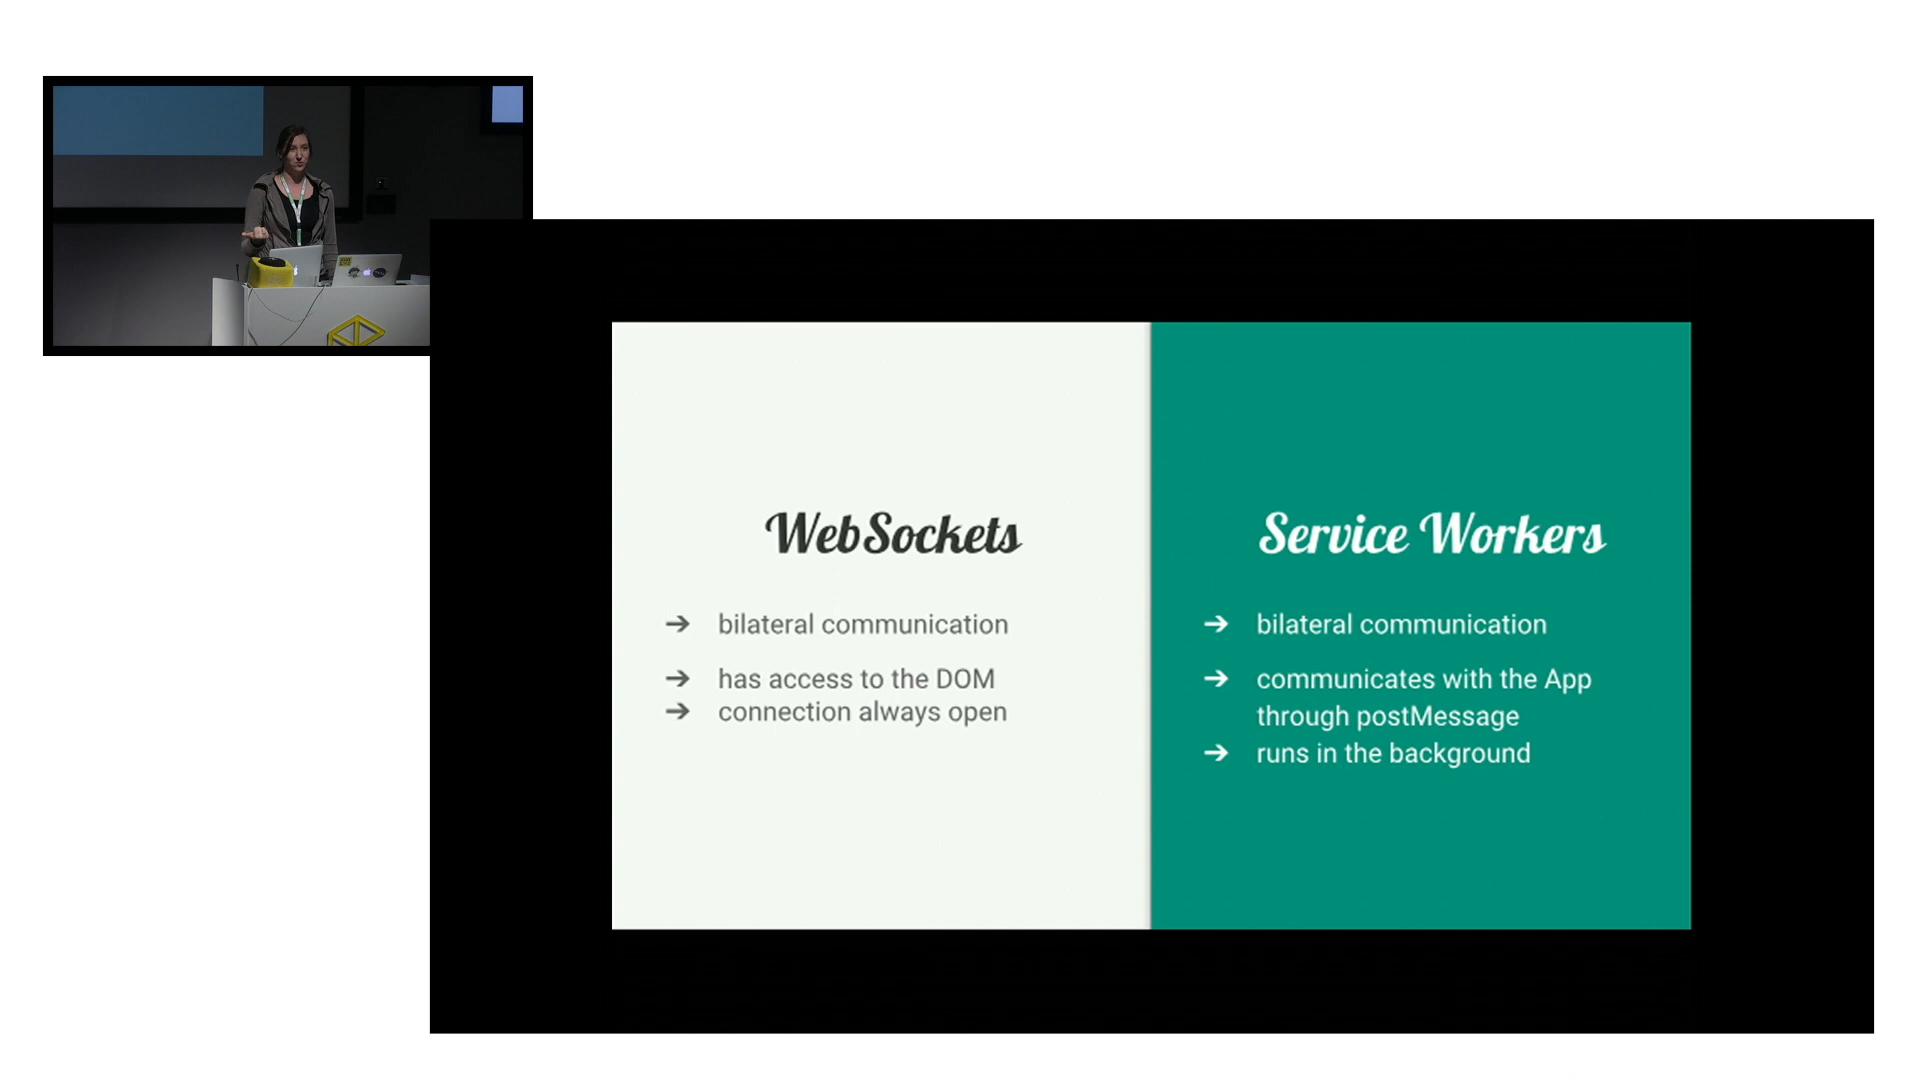 WebSockets
➔ bilateral communication
➔ has access to the DOM
➔ connection always open
Service Workers
➔ bilateral communication
➔ communicates with the App
through postMessage
➔ runs in the background